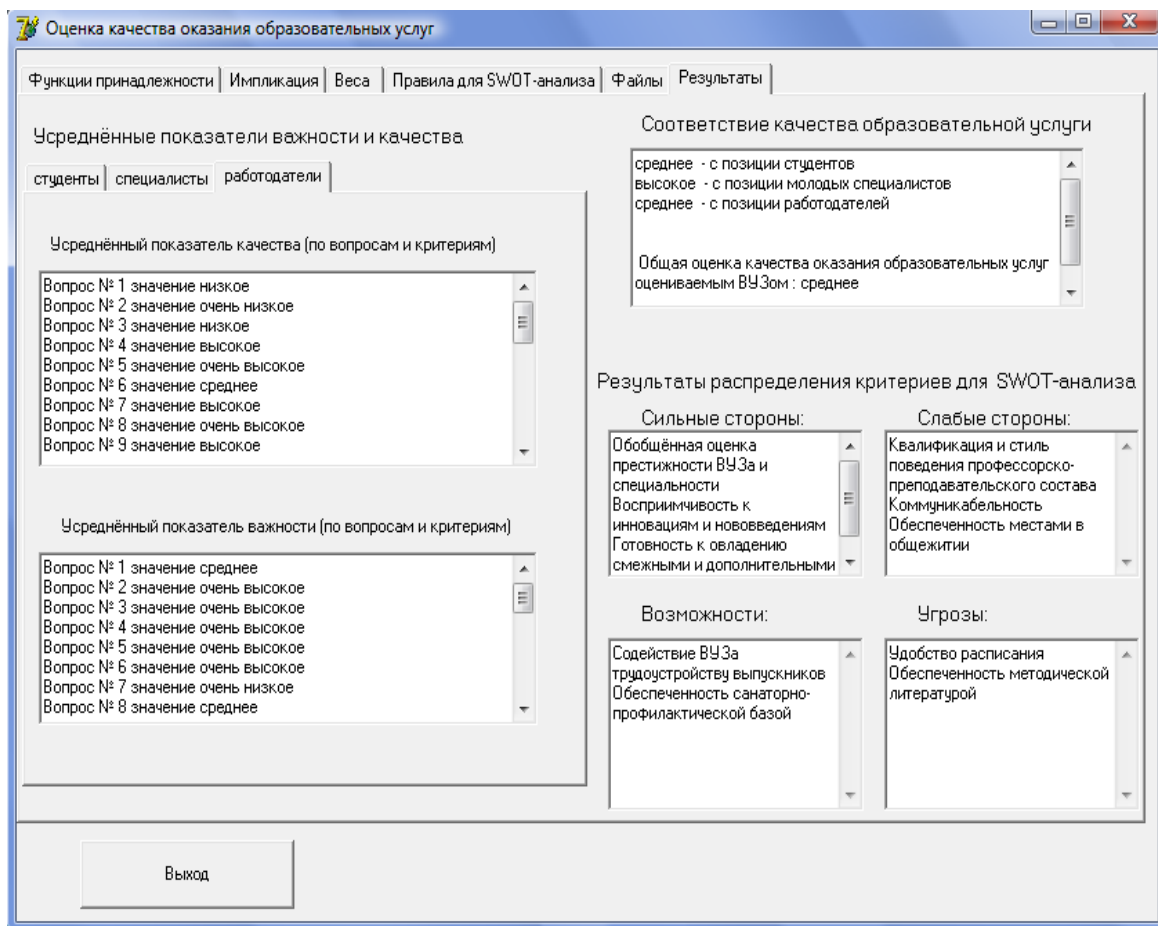 Оценка качества оказания образовательных услуг
Функции принадлежности Импликация Веса Правила для SWOT-анализа Файлы Результаты
Усреднённые показатели важности и качества
студенты специалисты работодатели
Усреднённый показатель качества (по вопросам и критериям)
Вопрос № 1 значение низкое
Вопрос № 2 значение очень низкое
Вопрос № 3 значение низкое
Вопрос № 4 значение высокое
Вопрос № 5 значение очень высокое
Вопрос № 6 значение среднее
Вопрос № 7 значение высокое
Вопрос № 8 значение очень высокое
Вопрос № 9 значение высокое
Усреднённый показатель важности (по вопросам и критериям)
Вопрос № 1 значение среднее
Вопрос № 2 значение очень высокое
Вопрос № 3 значение очень высокое
Вопрос № 4 значение очень высокое
Вопрос № 5 значение очень высокое
Вопрос № 6 значение очень высокое
Вопрос № 7 значение очень низкое
Вопрос № 8 значение среднее
Соответствие качества образовательной услуги
среднее - с позиции студентов
высокое - с позиции молодых специалистов
среднее - с позиции работодателей
Общая оценка качества оказания образовательных услуг
оцениваемым ВУЗом : среднее
Результаты распределения критериев для SWOT-анализа
Сильные стороны:
Обобщённая оценка
престижности ВУЗа и
специальности
Восприимчивость к
инновациям и нововведениям
Готовность к овладению
смежными и дополнительными
Слабые стороны:
Квалификация и стиль
поведения профессорско-
преподавательского состава
Коммуникабельность
Обеспеченность местами в
общежитии
Возможности:
Содействие ВУЗа
трудоустройству выпускников
Обеспеченность санаторно-
профилактической базой
Угрозы:
Удобство расписания
Обеспеченность методической
литературой
Выход